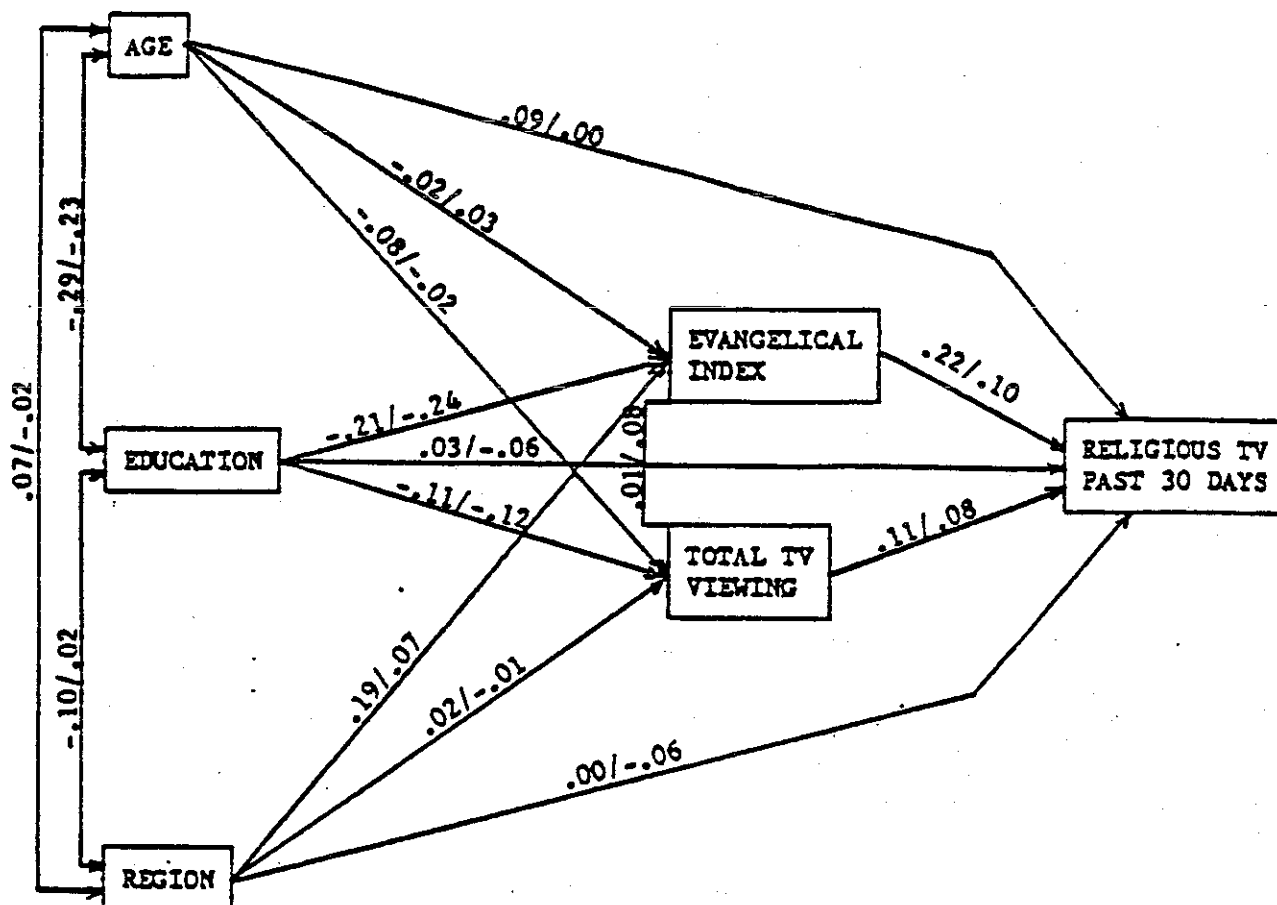 AGE
.09/.00
-.02/.03
-.08/-.02
-.29/-.23
.07/-.02
EVANGELICAL
INDEX
.22/.10
-.21/-.24
.01/.08
EDUCATION
.03/-.06
RELIGIOUS TV
PAST 30 DAYS
-.11/-.12
TOTAL TV
VIEWING
.11/.08
-.10/.02
.19/.07
.02/-.01
.00/-.06
REGION